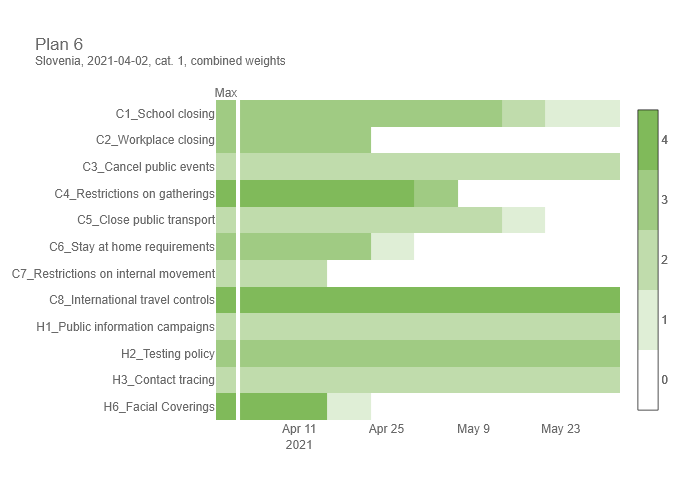 Plan 6
Slovenia, 2021-04-02, cat. 1, combined weights
Max
C1_School closing
C2_Workplace closing
C3_Cancel public events
C4_Restrictions on gatherings
C5_Close public transport
C6_Stay at home requirements
C7_Restrictions on internal movement
C8_International travel controls
H1_Public information campaigns
H2_Testing policy
H3_Contact tracing
H6_Facial Coverings
Apr 11 Apr 25 May 9 May 23
2021
4
3
2
1
0